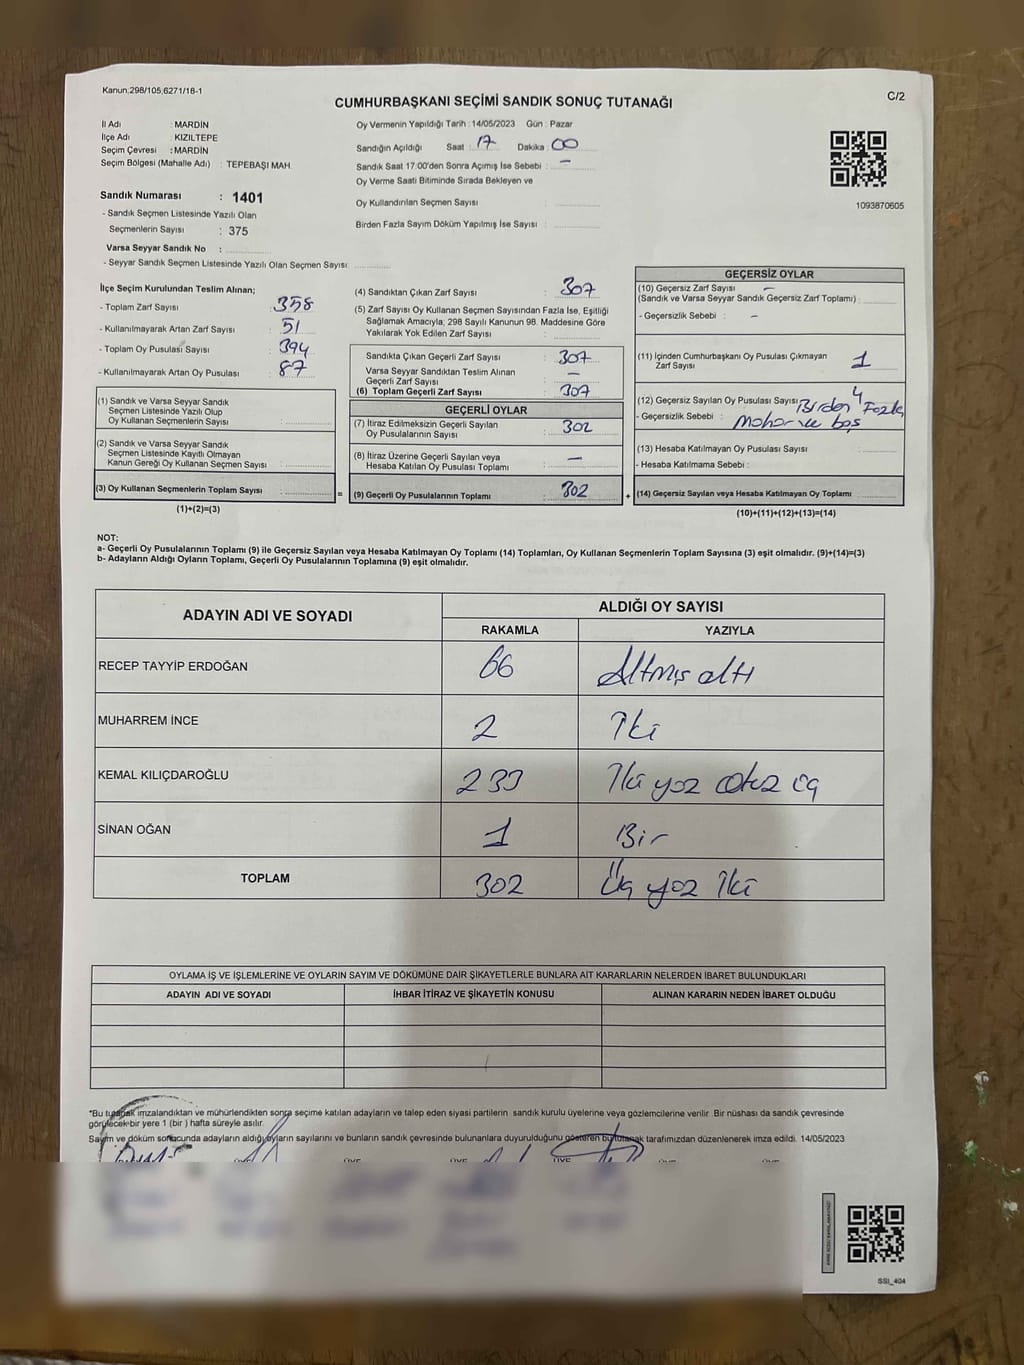 Kanun.298/105,6271/18-1
C/2
CUMHURBAŞKANI SEÇİMİ SANDIK SONUÇ TUTANAĞI
İl Adı : MARDİN
İlçe Adı : KIZILTEPE
Seçim Çevresi : MARDİN
Seçim Bölgesi (Mahalle Adı) : TEPEBAŞI MAH.
Sandık Numarası : 1401
- Sandık Seçmen Listesinde Yazılı Olan
Seçmenlerin Sayısı : 375
Varsa Seyyar Sandık No :
- Seyyar Sandık Seçmen Listesinde Yazılı Olan Seçmen Sayısı:
Oy Vermenin Yapıldığı Tarih :14/05/2023 Gün : Pazar
Sandığın Açıldığı Saat : 17 Dakika : 00
Sandık Saat 17:00'den Sonra Açımış İse Sebebi : -
Oy Verme Saati Bitiminde Sırada Bekleyen ve
Oy Kullandırılan Seçmen Sayısı :
Birden Fazla Sayım Döküm Yapılmış İse Sayısı :
1093870605
İlçe Seçim Kurulundan Teslim Alınan;
- Toplam Zarf Sayısı : 358
- Kullanılmayarak Artan Zarf Sayısı : 51
- Toplam Oy Pusulası Sayısı : 394
- Kullanılmayarak Artan Oy Pusulası : 87
(1) Sandık ve Varsa Seyyar Sandık
Seçmen Listesinde Yazılı Olup
Oy Kullanan Seçmenlerin Sayısı :
(2) Sandık ve Varsa Seyyar Sandık
Seçmen Listesinde Kayıtlı Olmayan
Kanun Gereği Oy Kullanan Seçmen Sayısı :
(3) Oy Kullanan Seçmenlerin Toplam Sayısı :
(1)+(2)=(3)
(4) Sandıktan Çıkan Zarf Sayısı : 307
(5) Zarf Sayısı Oy Kullanan Seçmen Sayısından Fazla İse, Eşitliği
Sağlamak Amacıyla; 298 Sayılı Kanunun 98. Maddesine Göre
Yakılarak Yok Edilen Zarf Sayısı :
Sandıkta Çıkan Geçerli Zarf Sayısı : 307
Varsa Seyyar Sandıktan Teslim Alınan
Geçerli Zarf Sayısı : -
(6) Toplam Geçerli Zarf Sayısı : 307
GEÇERLİ OYLAR
(7) İtiraz Edilmeksizin Geçerli Sayılan
Oy Pusulalarının Sayısı : 302
(8) İtiraz Üzerine Geçerli Sayılan veya
Hesaba Katılan Oy Pusulası Toplamı : -
= (9) Geçerli Oy Pusulalarının Toplamı : 302 +
GEÇERSİZ OYLAR
(10) Geçersiz Zarf Sayısı -
(Sandık ve Varsa Seyyar Sandık Geçersiz Zarf Toplamı) :
- Geçersizlik Sebebi : -
(11) İçinden Cumhurbaşkanı Oy Pusulası Çıkmayan
Zarf Sayısı : 1
(12) Geçersiz Sayılan Oy Pusulası Sayısı : 4
- Geçersizlik Sebebi : Birden Fazla
Mohor ve boş
(13) Hesaba Katılmayan Oy Pusulası Sayısı :
- Hesaba Katılmama Sebebi :
(14) Geçersiz Sayılan veya Hesaba Katılmayan Oy Toplamı :
(10)+(11)+(12)+(13)=(14)
NOT:
a- Geçerli Oy Pusulalarının Toplamı (9) ile Geçersiz Sayılan veya Hesaba Katılmayan Oy Toplamı (14) Toplamları, Oy Kullanan Seçmenlerin Toplam Sayısına (3) eşit olmalıdır. (9)+(14)=(3)
b- Adayların Aldığı Oyların Toplamı, Geçerli Oy Pusulalarının Toplamına (9) eşit olmalıdır.
ADAYIN ADI VE SOYADI
ALDIĞI OY SAYISI
RAKAMLA YAZIYLA
RECEP TAYYİP ERDOĞAN 66 Altmış altı
MUHARREM İNCE 2 İki
KEMAL KILIÇDAROĞLU 233 İki yoz otuz üç
SİNAN OĞAN 1 Bir
TOPLAM 302 Üç yoz İki
OYLAMA İŞ VE İŞLEMLERİNE VE OYLARIN SAYIM VE DÖKÜMÜNE DAİR ŞİKAYETLERLE BUNLARA AİT KARARLARIN NELERDEN İBARET BULUNDUKLARI
ADAYIN ADI VE SOYADI İHBAR İTİRAZ VE ŞİKAYETİN KONUSU ALINAN KARARIN NEDEN İBARET OLDUĞU
*Bu tutanak imzalandıktan ve mühürlendikten sonra seçime katılan adayların ve talep eden siyasi partilerin sandık kurulu üyelerine veya gözlemcilerine verilir. Bir nüshası da sandık çevresinde
görülecek bir yere 1 (bir ) hafta süreyle asılır.
Sayım ve döküm sonucunda adayların aldığı oyların sayılarını ve bunların sandık çevresinde bulunanlara duyurulduğunu gösteren bu tutanak tarafımızdan düzenlenerek imza edildi. 14/05/2023
SSI_404